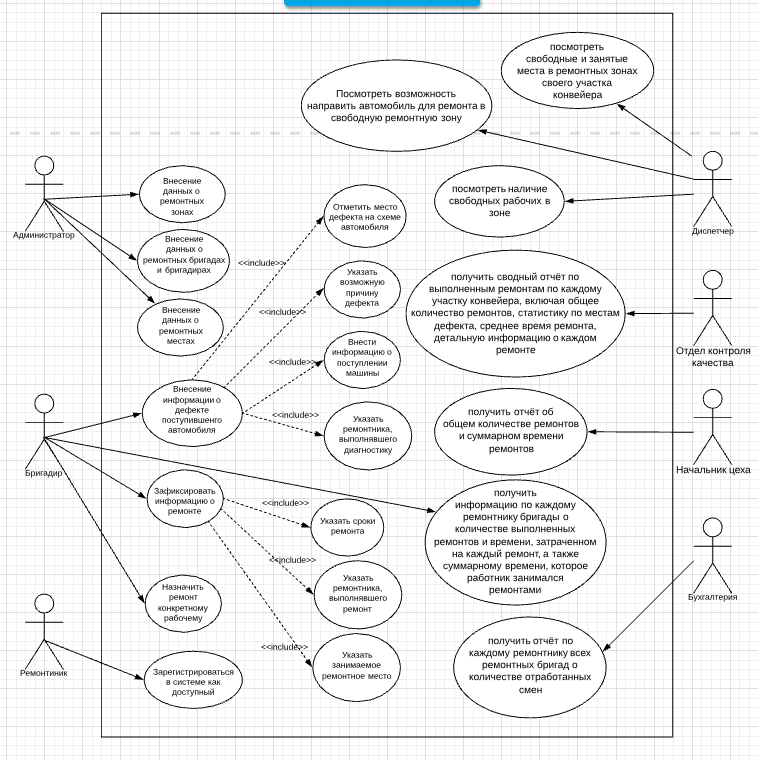 посмотреть
свободные и занятые
места в ремонтных зонах
своего участка
конвейера
Посмотреть возможность
направить автомобиль для ремонта в
свободную ремонтную зону
Администратор
Внесение
данных о
ремонтных
зонах
Внесение
данных о
ремонтных бригадах
и бригадирах
Внесение
данных о
ремонтных
местах
Отметить место
дефекта на схеме
автомобиля
посмотреть наличие
свободных рабочих в
зоне
Диспетчер
<<include>>
Указать
возможную
причину
дефекта
<<include>>
получить сводный отчёт по
выполненным ремонтам по каждому
участку конвейера, включая общее
количество ремонтов, статистику по местам
дефекта, среднее время ремонта,
детальную информацию о каждом
ремонте
Отдел контроля
качества
Внести
информацию о
поступлении
машины
<<include>>
Внесение
информации о
дефекте
поступившего
автомобиля
<<include>>
Указать
ремонтника,
выполнявшего
диагностику
получить отчёт об
общем количестве ремонтов
и суммарном времени
ремонтов
Начальник цеха
Бригадир
Зафиксировать
информацию о
ремонте
<<include>>
Указать сроки
ремонта
получить
информацию по каждому
ремонтнику бригады о
количестве выполненных
ремонтов и времени, затраченном
на каждый ремонт, а также
суммарному времени, которое
работник занимался
ремонтами
<<include>>
Указать
ремонтника,
выполнявшего
ремонт
Бухгалтерия
Назначить
ремонт
конкретному
рабочему
<<include>>
Указать
занимаемое
ремонтное место
получить отчёт по
каждому ремонтнику всех
ремонтных бригад о
количестве отработанных
смен
Ремонтиник
Зарегистрироваться
в системе как
доступный